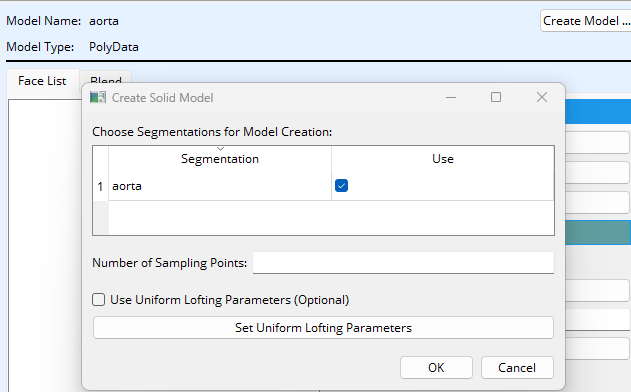 Model Name: aorta
Create Model ...
Model Type: PolyData
Face List
Blend
Create Solid Model
Choose Segmentations for Model Creation:
Segmentation Use
1 aorta
Number of Sampling Points:
Use Uniform Lofting Parameters (Optional)
Set Uniform Lofting Parameters
OK Cancel